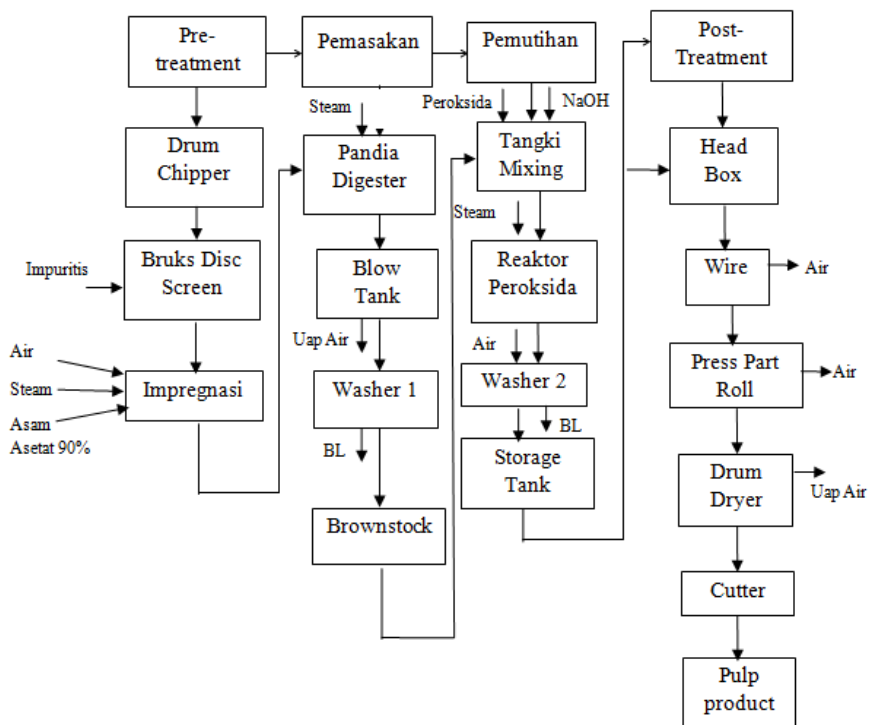 Pre-
treatment
Drum
Chipper
Impuritis
Bruks Disc
Screen
Air
Steam
Asam
Asetat 90%
Impregnasi
Pemasakan
Steam
Pandia
Digester
Blow
Tank
Uap Air
Washer 1
BL
Brownstock
Pemutihan
Peroksida
NaOH
Tangki
Mixing
Steam
Reaktor
Peroksida
Air
Washer 2
BL
Storage
Tank
Post-
Treatment
Head
Box
Wire
Air
Press Part
Roll
Air
Drum
Dryer
Uap Air
Cutter
Pulp
product